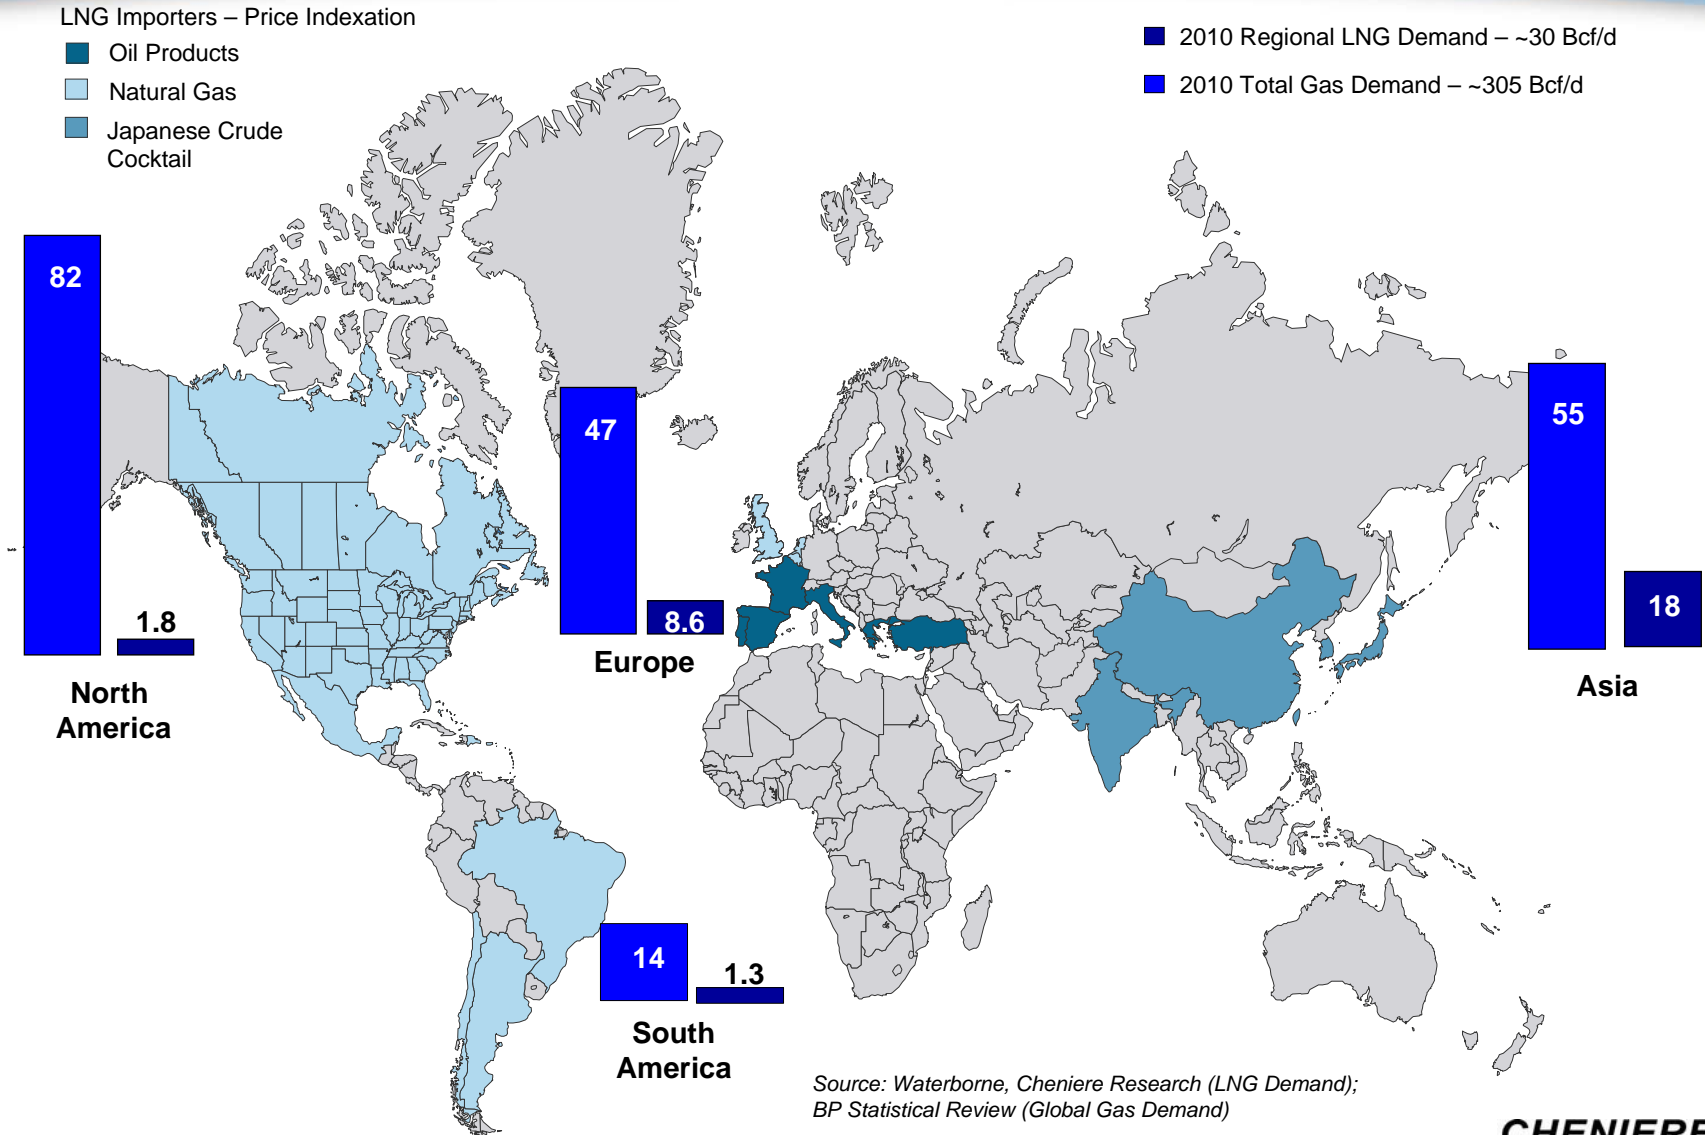 LNG Importers – Price Indexation
Oil Products
Natural Gas
Japanese Crude
Cocktail
2010 Regional LNG Demand – ~30 Bcf/d
2010 Total Gas Demand – ~305 Bcf/d
82
1.8
North
America
47
8.6
Europe
55
18
Asia
14
1.3
South
America
Source: Waterborne, Cheniere Research (LNG Demand);
BP Statistical Review (Global Gas Demand)
CHENIERE